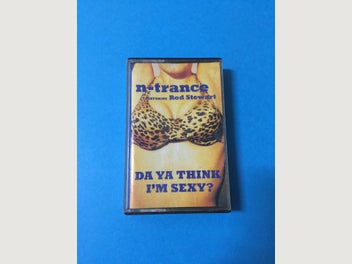 n-trance
featuring Rod Stewart
DA YA THINK
I'M SEXY?